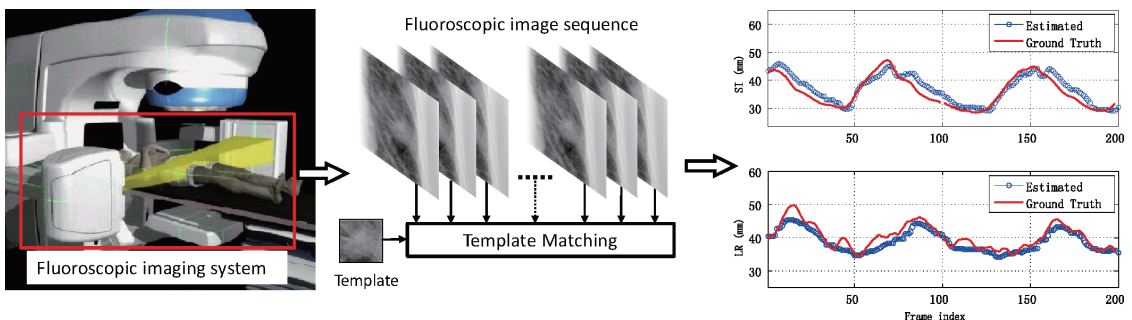 Fluoroscopic imaging system
Fluoroscopic image sequence
Template
Template Matching
60
50
40
30
SI (mm)
Estimated
Ground Truth
50
100
150
200
60
50
40
30
LR (mm)
Estimated
Ground Truth
50
100
150
200
Frame index